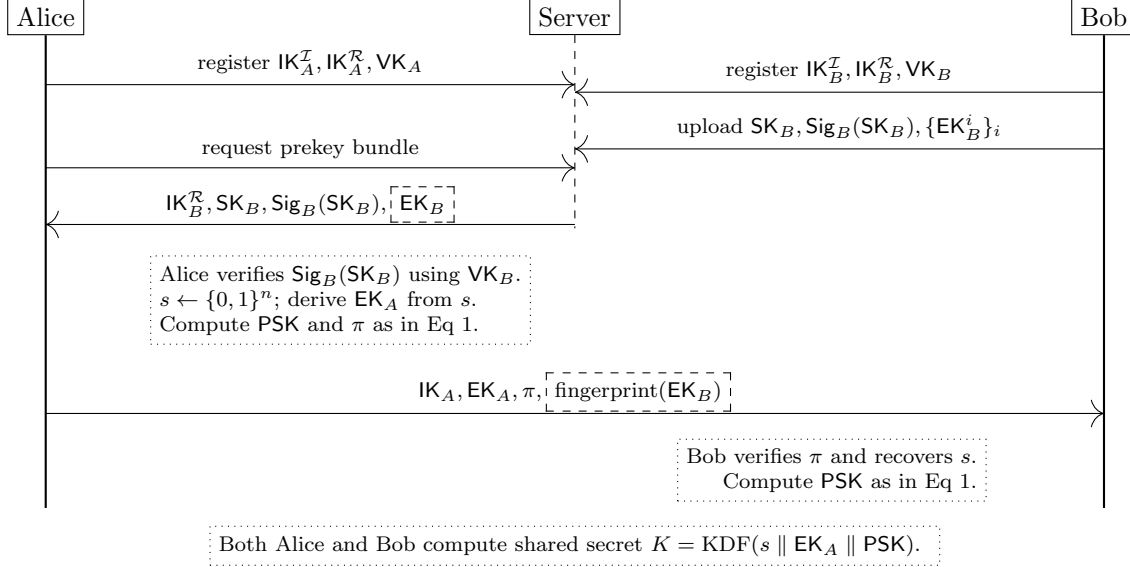 Alice Server Bob
register IK_A^ℐ, IK_A^ℛ, VK_A
register IK_B^ℐ, IK_B^ℛ, VK_B
upload SK_B, Sig_B(SK_B), {EK_B^i}_i
request prekey bundle
IK_B^ℛ, SK_B, Sig_B(SK_B), EK_B
Alice verifies Sig_B(SK_B) using VK_B.
s ← {0, 1}^n; derive EK_A from s.
Compute PSK and π as in Eq 1.
IK_A, EK_A, π, fingerprint(EK_B)
Bob verifies π and recovers s.
Compute PSK as in Eq 1.
Both Alice and Bob compute shared secret K = KDF(s ∥ EK_A ∥ PSK).